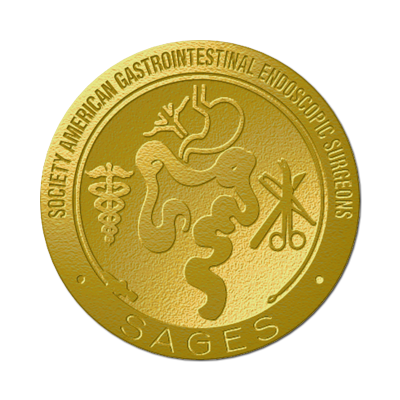 SOCIETY AMERICAN GASTROINTESTINAL ENDOSCOPIC SURGEONS
SAGES